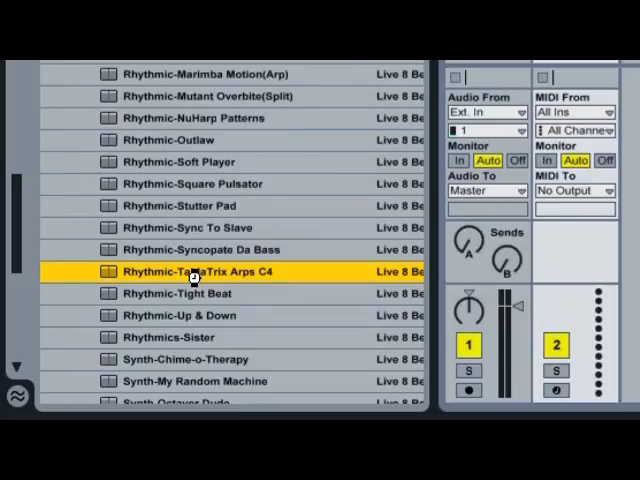 Rhythmic-Marimba Motion(Arp) Live 8 Be
Rhythmic-Mutant Overbite(Split) Live 8 Be
Rhythmic-NuHarp Patterns Live 8 Be
Rhythmic-Outlaw Live 8 Be
Rhythmic-Soft Player Live 8 Be
Rhythmic-Square Pulsator Live 8 Be
Rhythmic-Stutter Pad Live 8 Be
Rhythmic-Sync To Slave Live 8 Be
Rhythmic-Syncopate Da Bass Live 8 Be
Arps C4 Live 8 Be
Rhythmic-Tight Beat Live 8 Be
Rhythmic-Up & Down Live 8 Be
Rhythmics-Sister Live 8 Be
Synth-Chime-o-Therapy Live 8 Be
Synth-My Random Machine Live 8 Be
Synth-Octaver Dude
Audio From
Ext. In
1
Monitor
In Auto Off
Audio To
Master
Sends
A
B
1
S
MIDI From
All Ins
All Channe
Monitor
In Auto Off
MIDI To
No Output
2
S